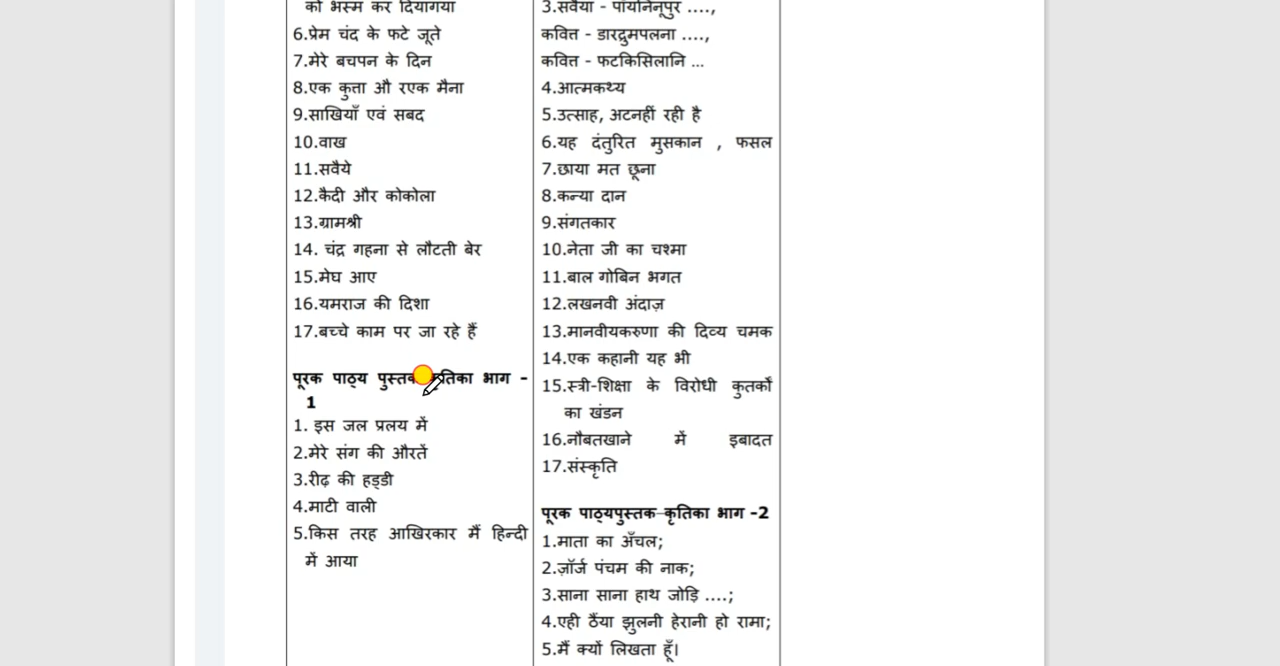 को भस्म कर दियागया
6.प्रेम चंद के फटे जूते
7.मेरे बचपन के दिन
8.एक कुत्ता औ रएक मैना
9.साखियाँ एवं सबद
10.वाख
11.सवैये
12.कैदी और कोकोला
13.ग्रामश्री
14. चंद्र गहना से लौटती बेर
15.मेघ आए
16.यमराज की दिशा
17.बच्चे काम पर जा रहे हैं
पूरक पाठ्य पुस्तक कृतिका भाग -
1
1. इस जल प्रलय में
2.मेरे संग की औरतें
3.रीढ़ की हड्डी
4.माटी वाली
5.किस तरह आखिरकार मैं हिन्दी
में आया
3.सवैया - पाँयनिनूपुर ....,
कवित्त - डारद्रुमपलना ....,
कवित्त - फटकिसिलानि ...
4.आत्मकथ्य
5.उत्साह, अटनहीं रही है
6.यह दंतुरित मुसकान , फसल
7.छाया मत छूना
8.कन्या दान
9.संगतकार
10.नेता जी का चश्मा
11.बाल गोबिन भगत
12.लखनवी अंदाज़
13.मानवीयकरुणा की दिव्य चमक
14.एक कहानी यह भी
15.स्त्री-शिक्षा के विरोधी कुतर्कों
का खंडन
16.नौबतखाने में इबादत
17.संस्कृति
पूरक पाठ्यपुस्तक कृतिका भाग -2
1.माता का अँचल;
2.ज़ॉर्ज पंचम की नाक;
3.साना साना हाथ जोड़ि ....;
4.एही ठैंया झुलनी हेरानी हो रामा;
5.मैं क्यों लिखता हूँ।